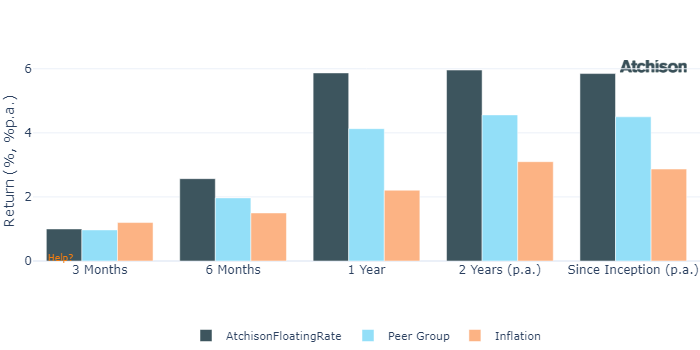 Atchison
Return (%, %p.a.)
6
4
2
0
Help?
3 Months
6 Months
1 Year
2 Years (p.a.)
Since Inception (p.a.)
AtchisonFloatingRate
Peer Group
Inflation